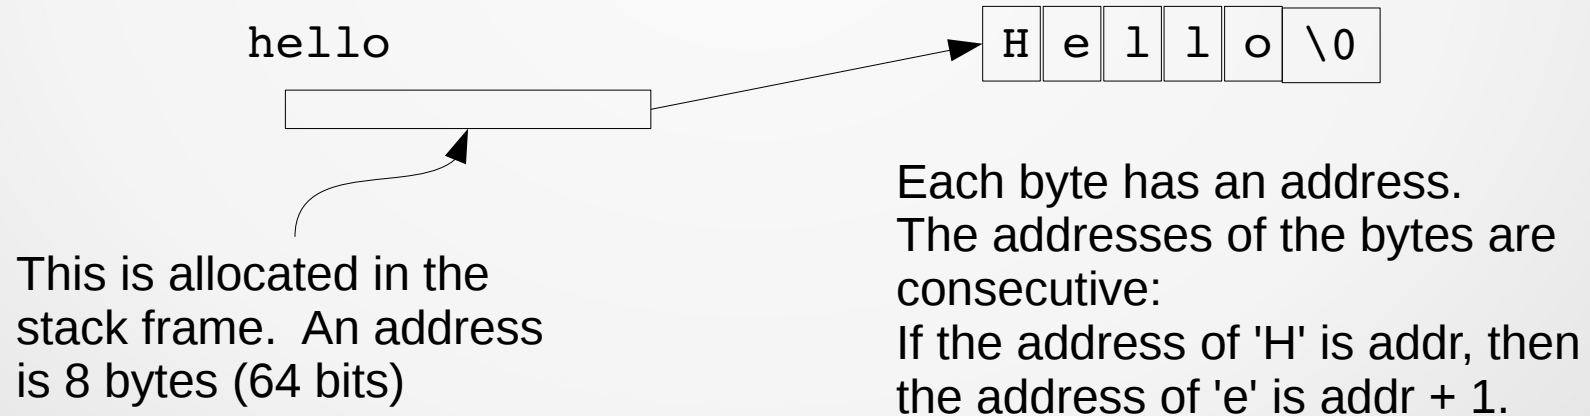 hello
H e l l o \0
This is allocated in the
stack frame. An address
is 8 bytes (64 bits)
Each byte has an address.
The addresses of the bytes are
consecutive:
If the address of 'H' is addr, then
the address of 'e' is addr + 1.